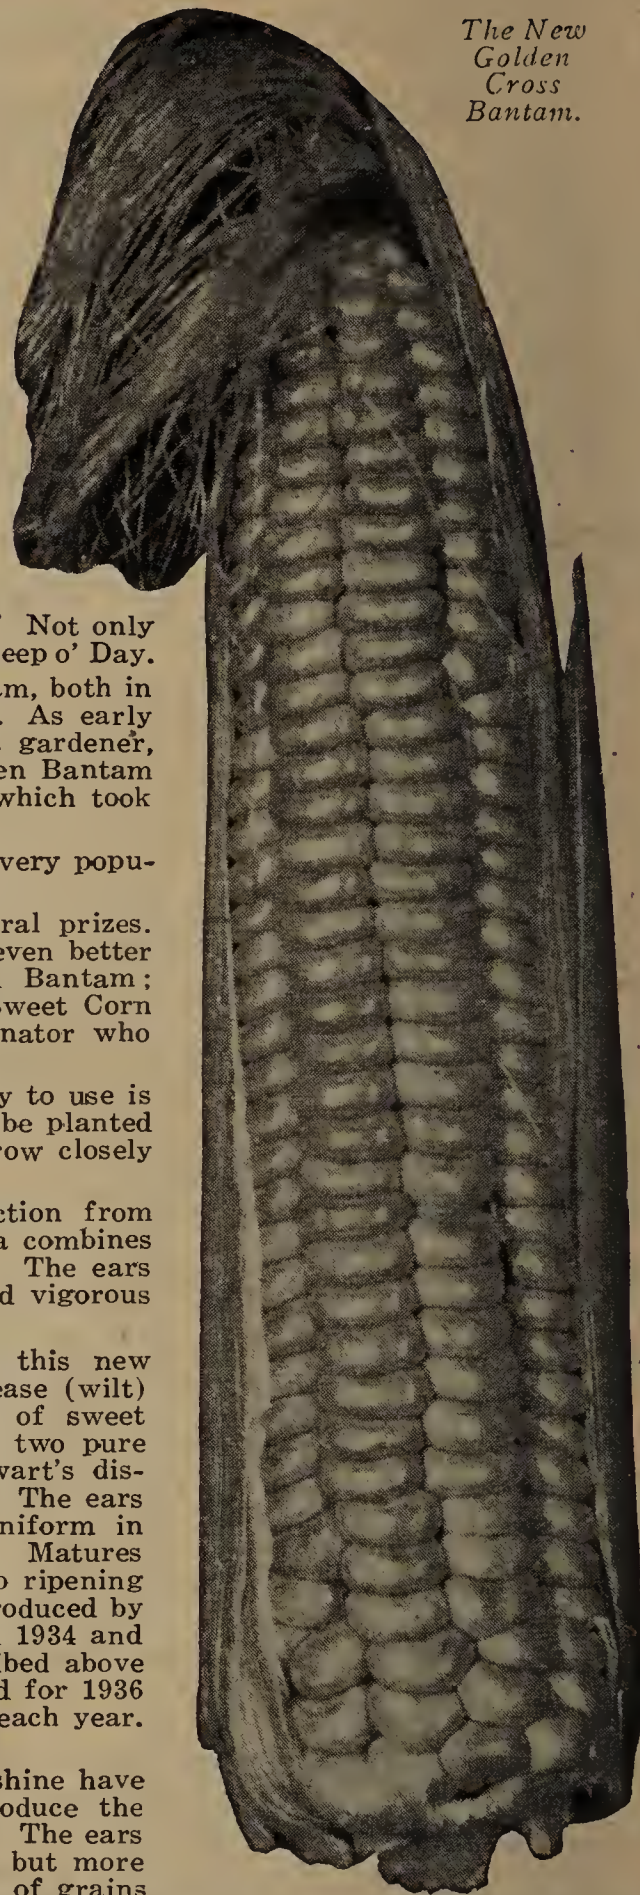 The New
Golden
Cross
Bantam.
Not only
eep o' Day.
m, both in
. As early
gardener,
en Bantam
which took
very popu-
ral prizes.
even better
Bantam;
Sweet Corn
nator who
y to use is
be planted
row closely
ction from
a combines
The ears
d vigorous
this new
ease (wilt)
of sweet
two pure
wart's dis-
The ears
niform in
Matures
o ripening
roduced by
1934 and
bed above
d for 1936
each year.
shine have
oduce the
The ears
but more
of grains